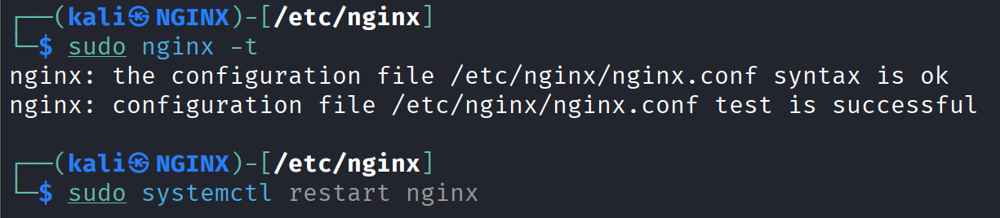 ┌──(kali㉿NGINX)-[/etc/nginx]
└─$ sudo nginx -t
nginx: the configuration file /etc/nginx/nginx.conf syntax is ok
nginx: configuration file /etc/nginx/nginx.conf test is successful
┌──(kali㉿NGINX)-[/etc/nginx]
└─$ sudo systemctl restart nginx